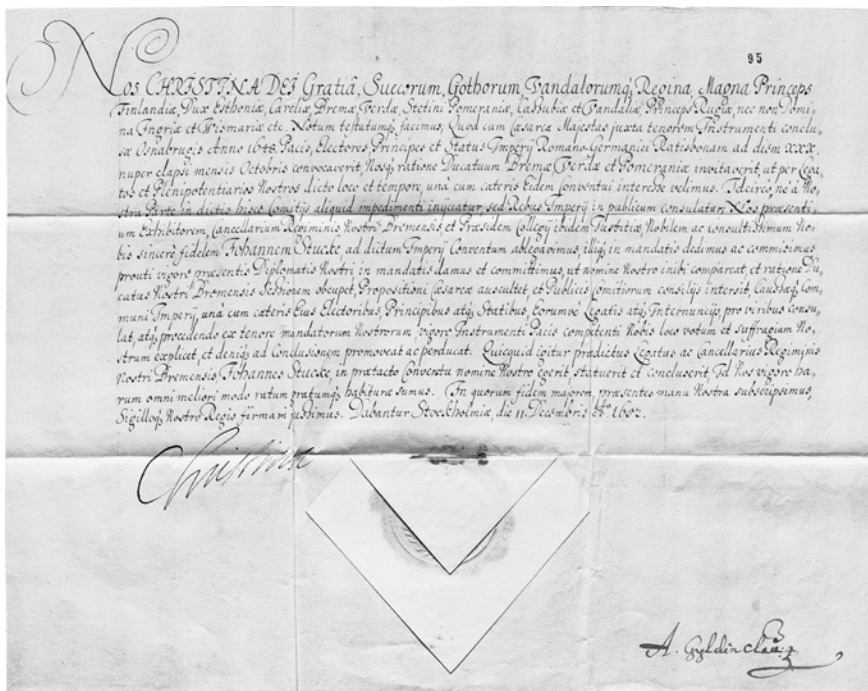 95
NOS CHRISTINA DEJ Gratiâ, Suecorum, Gothorum Vandalorumq, Regina, Magna Princeps
Finlandiæ, Dux Esthoniæ, Careliæ, Bremæ, Verdæ, Stetini Pomeraniæ, Cassubiæ et Vandaliæ, Princeps Rugiæ, nec non Domi„
na Ingriæ et Wismariæ etc. Notum testatumq, facimus, Quod cum Cæsarea Majestas juxta tenorem Instrumenti Conclu„
sæ Osnabrugis Anno 1648. Pacis, Electores Principes et Status Imperij Romano-Germanici Ratisbonam ad diem XXX.
nuper elapsi mensis Octobris convocaverit, Nosq, ratione Ducatuum Bremæ, Verdæ et Pomeraniæ invitaverit, ut per Lega„
tos et Plenipotentiarios Nostros dicto loco et tempore, unà cum cæteris Eidem Conventui interesse velimus. Idcirco, nè à No„
strâ Parte in dictis hisce Comitijs aliquid impedimenti injiciatur, sed Rebus Imperij in publicum consulatur; Nos præsenti„
um Exhibitorem, Cancellarium Regiminis Nostri Bremensis, et Præsidem Collegij ibidem Justitiæ, Nobilem ac consultissimum No„
bis sincerè fidelem Johannem Stucke, ad dictum Imperij Conventum ablegavimus, illiq, in mandatis dedimus ac commisimus,
prouti vigore præsentis Diplomatis Nostri in mandatis damus et committimus, ut nomine Nostro inibi compareat, et ratione Du„
catus Nostri Bremensis Sessionem occupet, Propositioni Cæsareæ auscultet, et Publicis Comitiorum consilijs intersit, Causasq, Com„
muni Imperij, una cum cæteris Eius Electoribus, Principibus atq, Statibus, Eorumve Legatis atq, Internuncijs, pro viribus consu„
lat, atq, procedendo ex tenore mandatorum Nostrorum, vigore Instrumenti Pacis competenti Nobis loco votum et suffragium No„
strum explicet, et deniq, ad Conclusionem promoveat ac perducat. Quicquid igitur prædictus Legatus ac Cancellarius Regiminis
Nostri Bremensis, Johannes Stucke, in prætacto Conventu nomine Nostro egerit, statuerit et concluserit, Id Nos vigore ha„
rum omni meliori modo ratum gratumq, habituræ sumus. In quorum fidem majorem, præsentes manu Nostra subscripsimus,
Sigilloq, Nostro Regio firmari jussimus. Dabantur Stockholmiæ, die 11. Decembris Aº 1652.
Christina
A. Gyldenclau